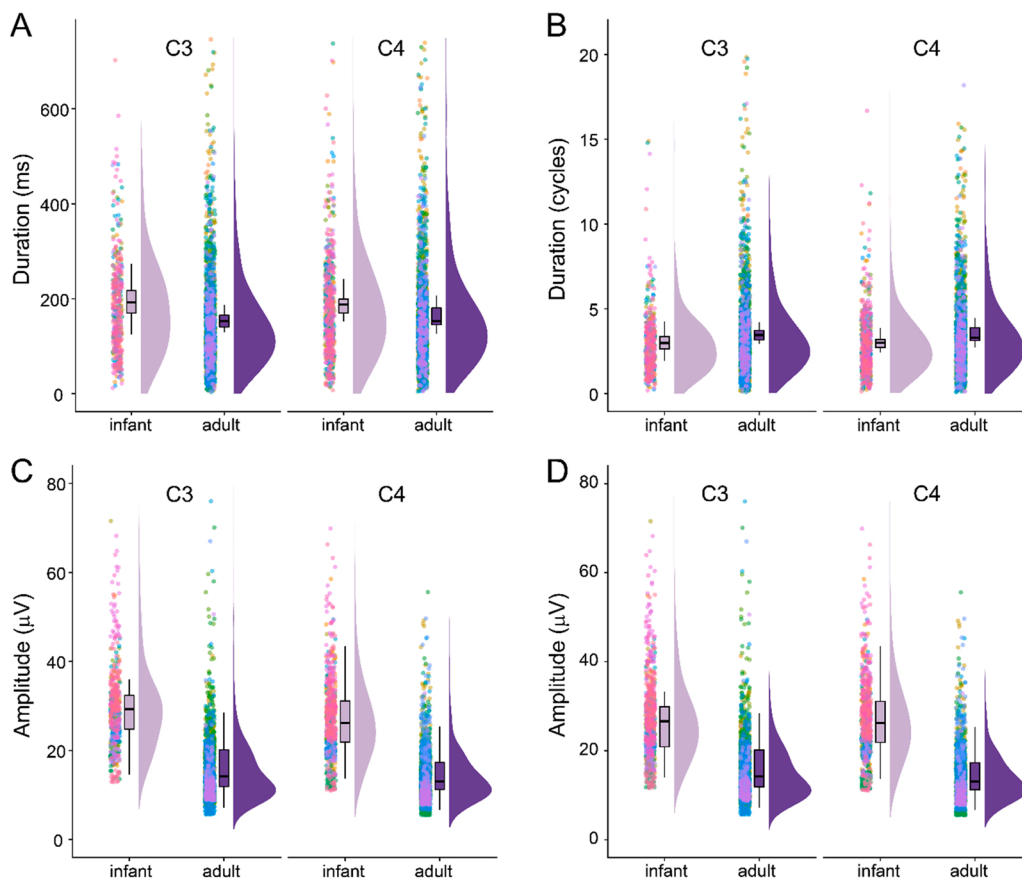 A
C3
C4
Duration (ms)
600
400
200
0
infant
adult
infant
adult
B
C3
C4
Duration (cycles)
20
15
10
5
0
infant
adult
infant
adult
C
C3
C4
Amplitude (μV)
80
60
40
20
0
infant
adult
infant
adult
D
C3
C4
Amplitude (μV)
80
60
40
20
0
infant
adult
infant
adult